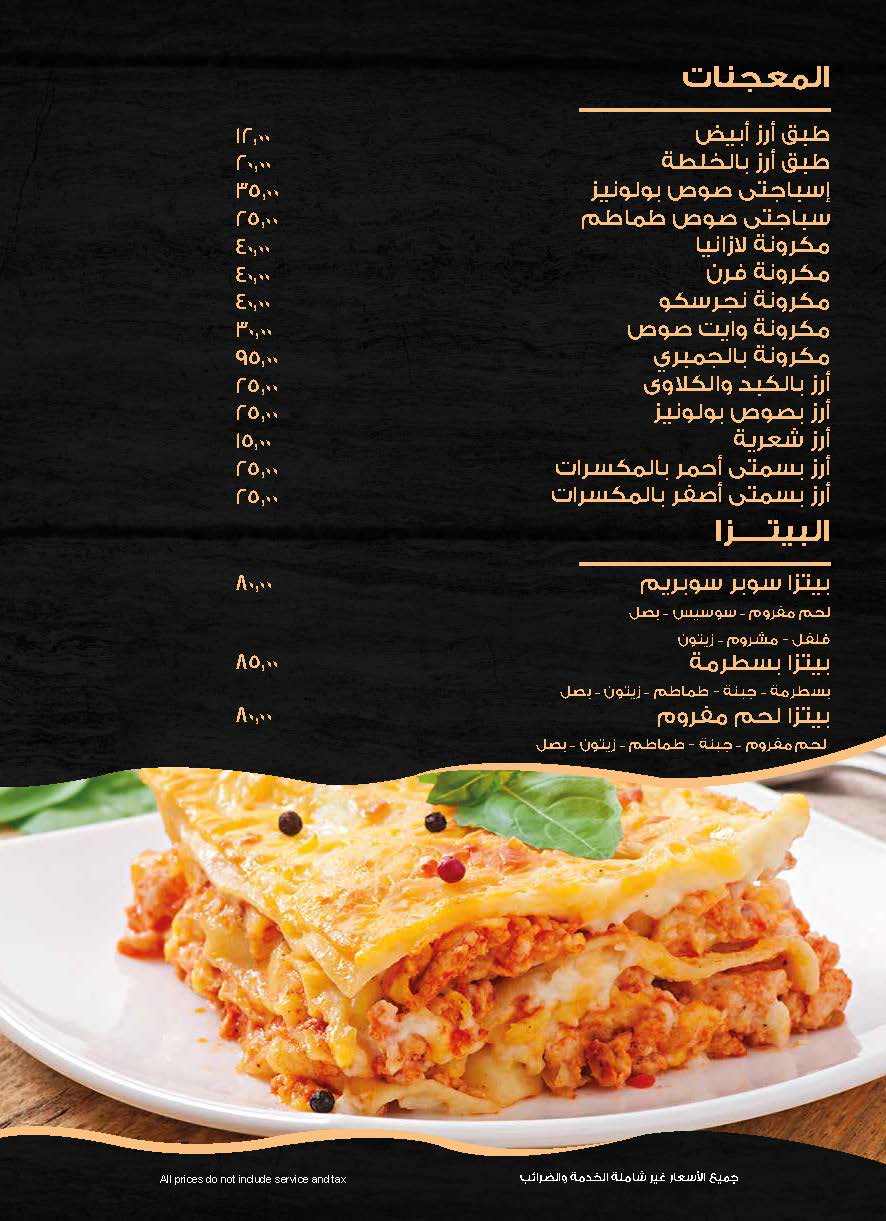 المعجنات
طبق أرز أبيض ١٢,٠٠
طبق أرز بالخلطة ٢٠,٠٠
إسباجتى صوص بولونيز ٣٥,٠٠
سباجتى صوص طماطم ٢٥,٠٠
مكرونة لازانيا ٤٠,٠٠
مكرونة فرن ٤٠,٠٠
مكرونة نجرسكو ٤٠,٠٠
مكرونة وايت صوص ٣٠,٠٠
مكرونة بالجمبري ٩٥,٠٠
أرز بالكبد والكلاوى ٢٥,٠٠
أرز بصوص بولونيز ٢٥,٠٠
أرز شعرية ١٥,٠٠
أرز بسمتى أحمر بالمكسرات ٢٥,٠٠
أرز بسمتى أصفر بالمكسرات ٢٥,٠٠
البيتـــزا
بيتزا سوبر سوبريم ٨٠,٠٠
لحم مفروم - سوسيس - بصل
فلفل - مشروم - زيتون
بيتزا بسطرمة ٨٥,٠٠
بسطرمة - جبنة - طماطم - زيتون - بصل
بيتزا لحم مفروم ٨٠,٠٠
لحم مفروم - جبنة - طماطم - زيتون - بصل
جميع الأسعار غير شاملة الخدمة والضرائب
All prices do not include service and tax